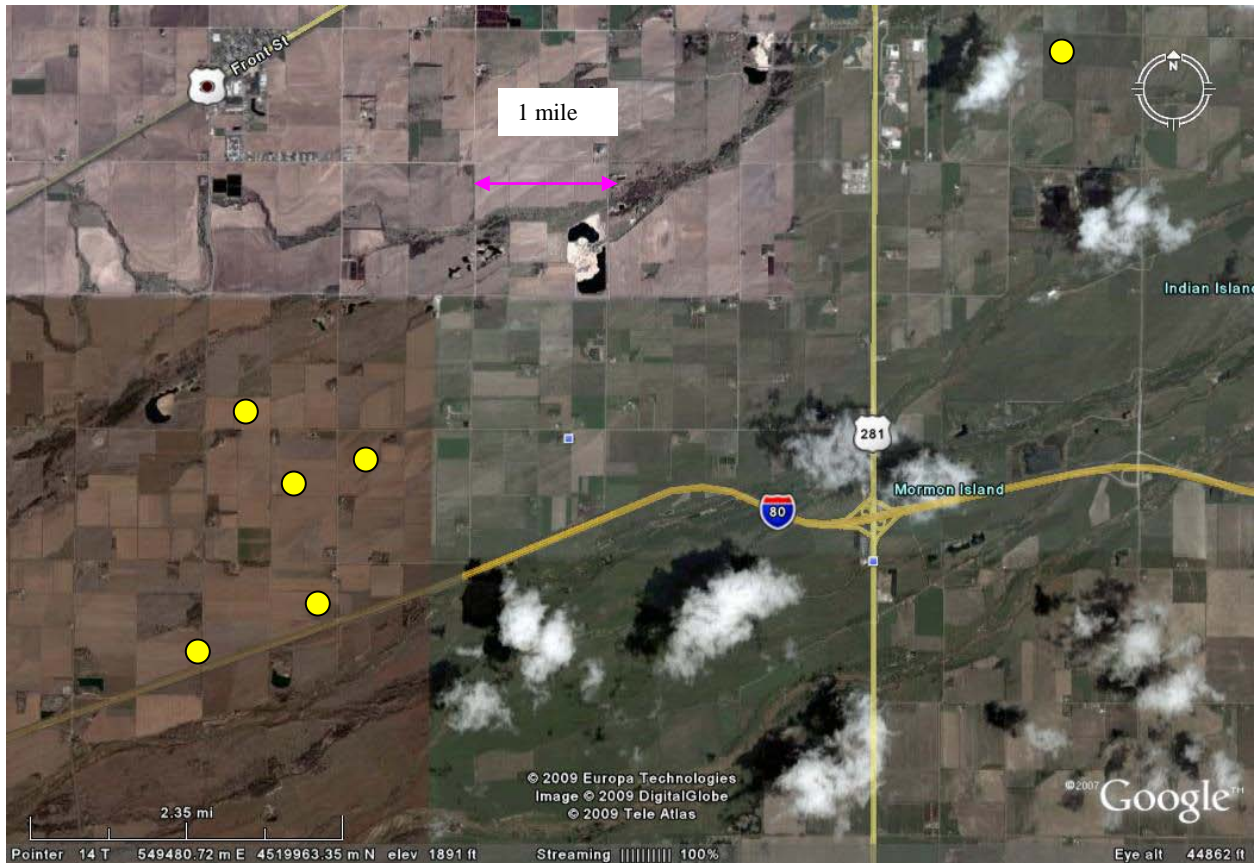 Front St
1 mile
N
Indian Island
281
Mormon Island
80
© 2009 Europa Technologies
Image © 2009 DigitalGlobe
© 2009 Tele Atlas
©2007 Google™
2.35 mi
Pointer 14 T 549480.72 m E 4519963.35 m N elev 1891 ft Streaming |||||||||| 100% Eye alt 44862 ft